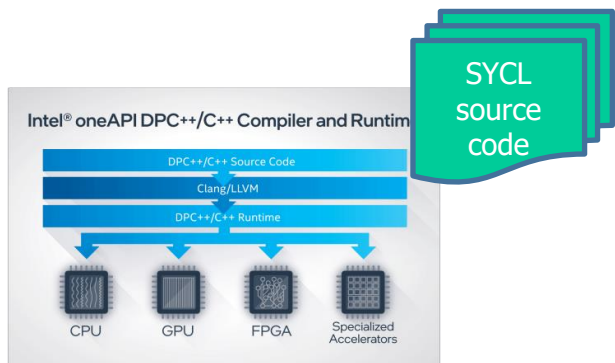 SYCL
source
code
Intel® oneAPI DPC++/C++ Compiler and Runtim
DPC++/C++ Source Code
Clang/LLVM
DPC++/C++ Runtime
CPU
GPU
FPGA
Specialized
Accelerators